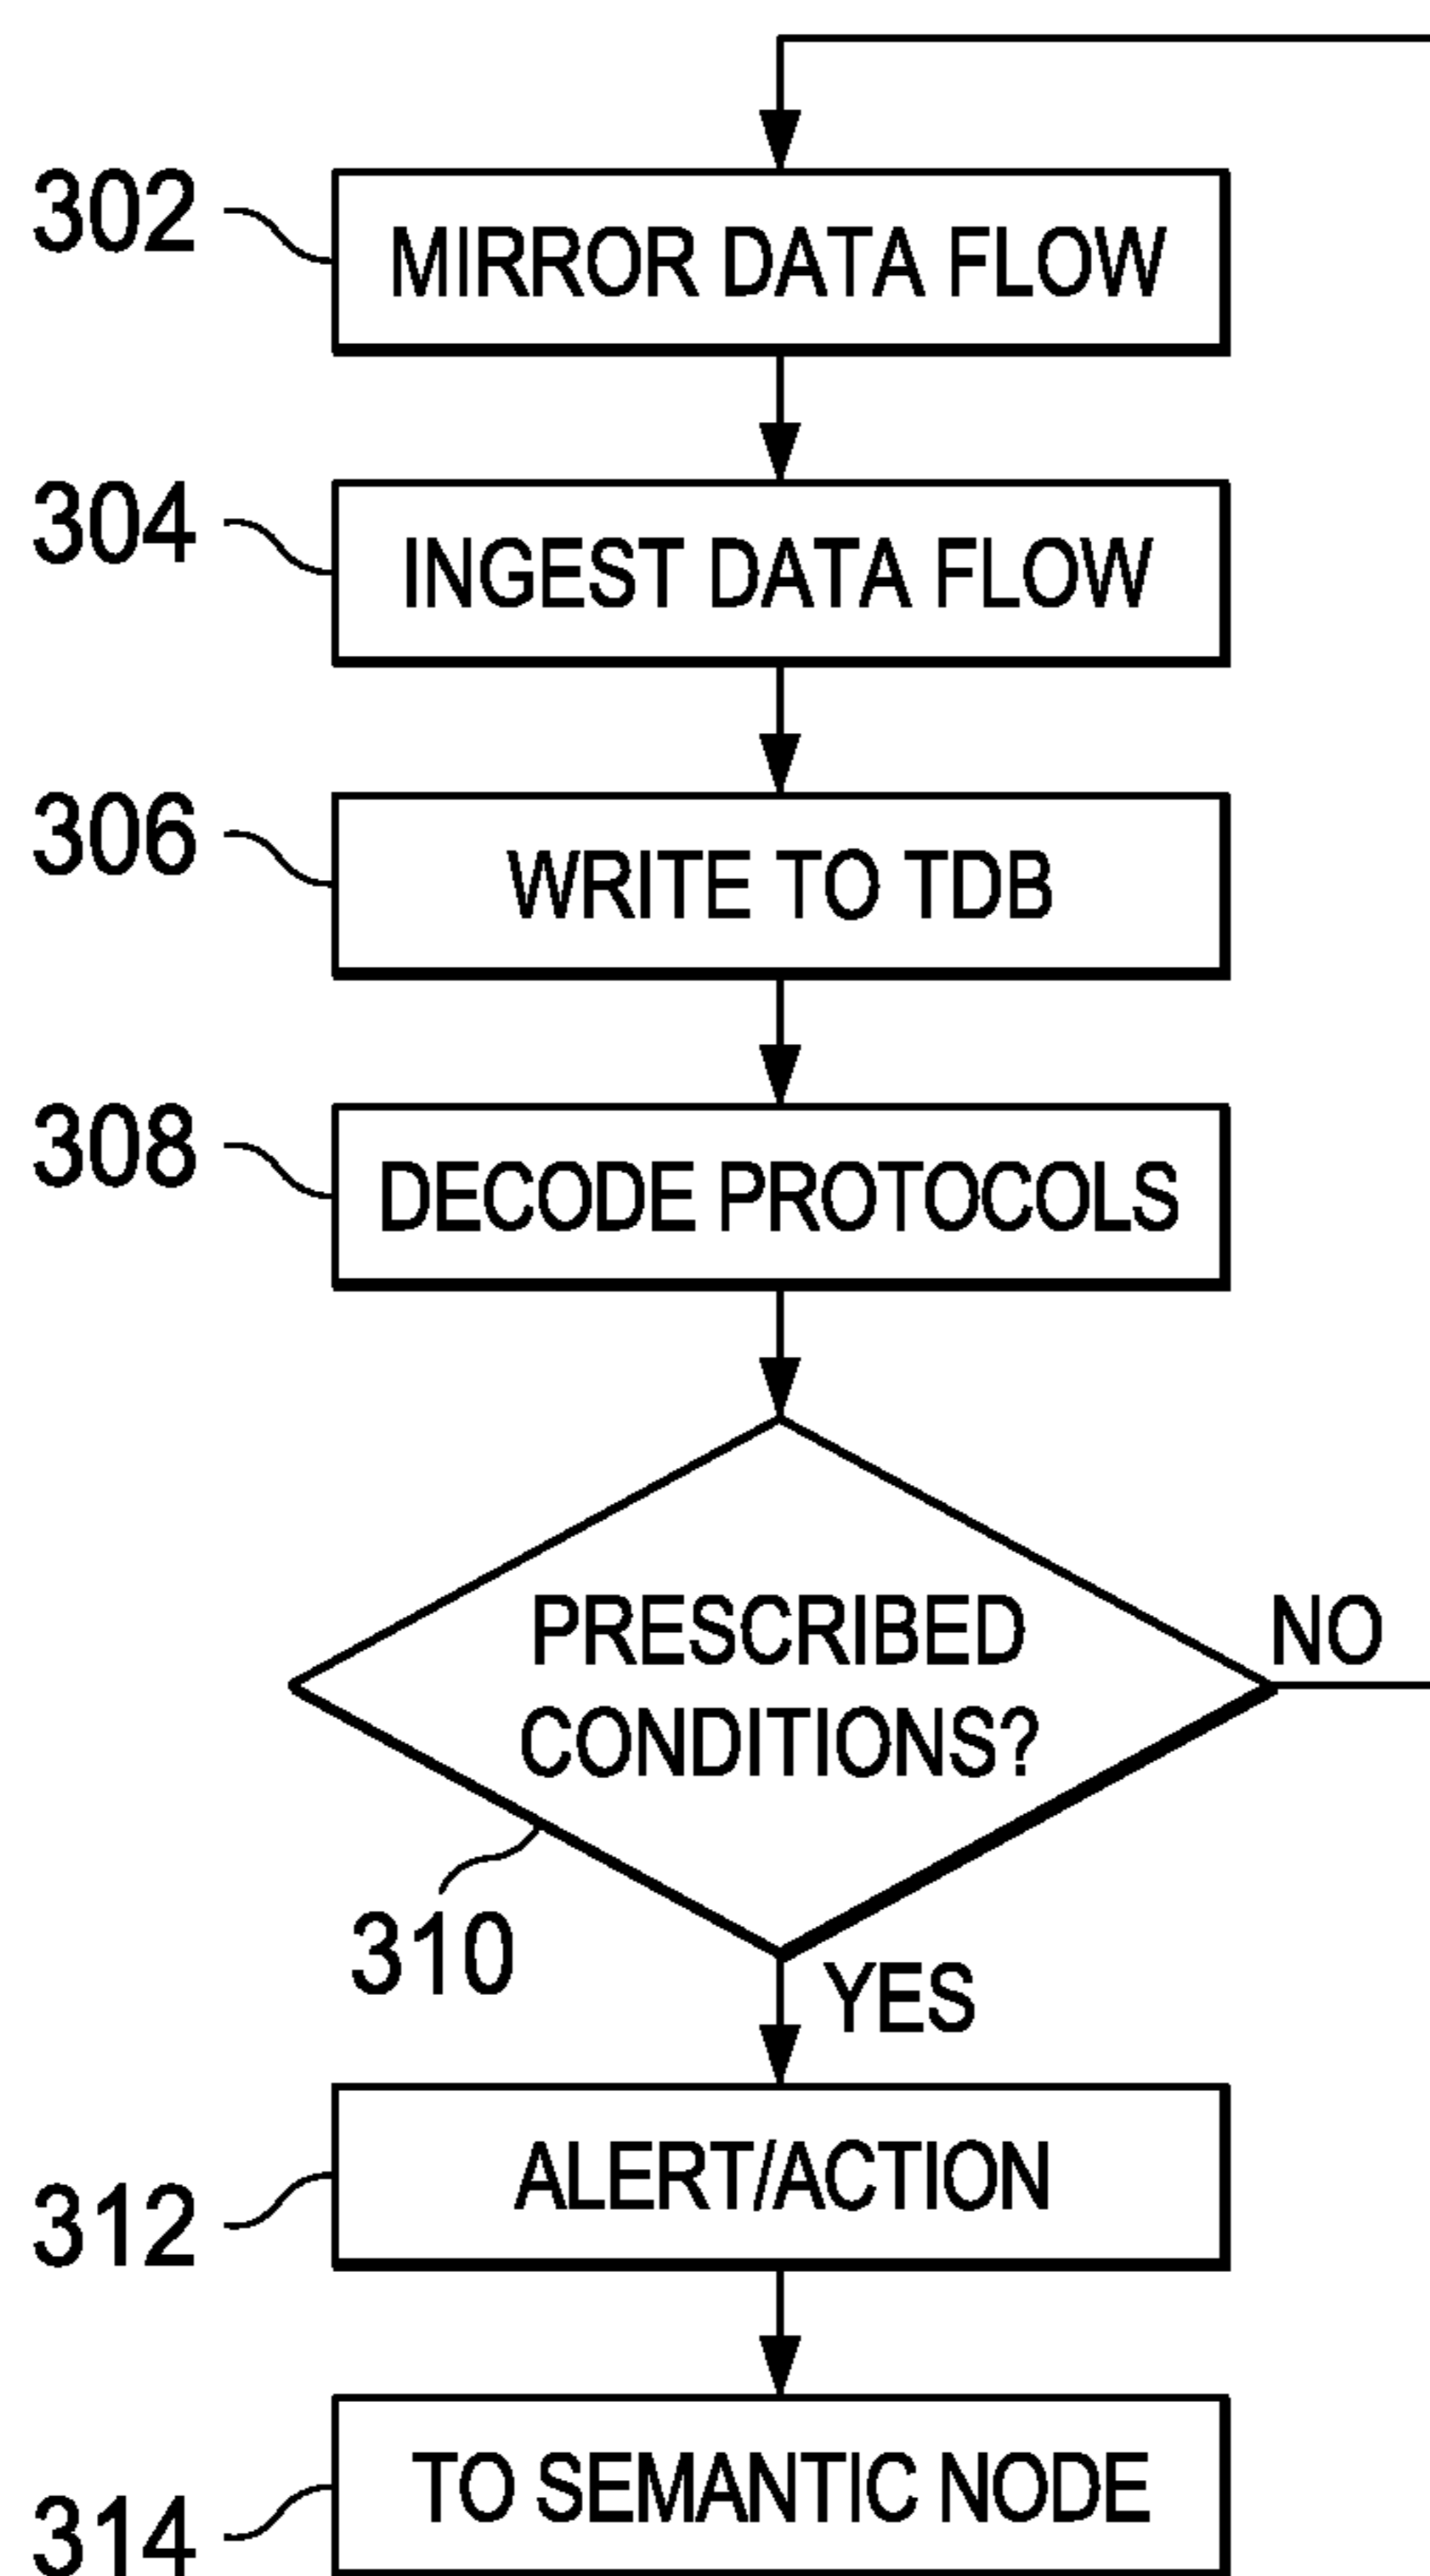 302
MIRROR DATA FLOW
304
INGEST DATA FLOW
306
WRITE TO TDB
308
DECODE PROTOCOLS
PRESCRIBED
CONDITIONS?
NO
310
YES
312
ALERT/ACTION
314
TO SEMANTIC NODE